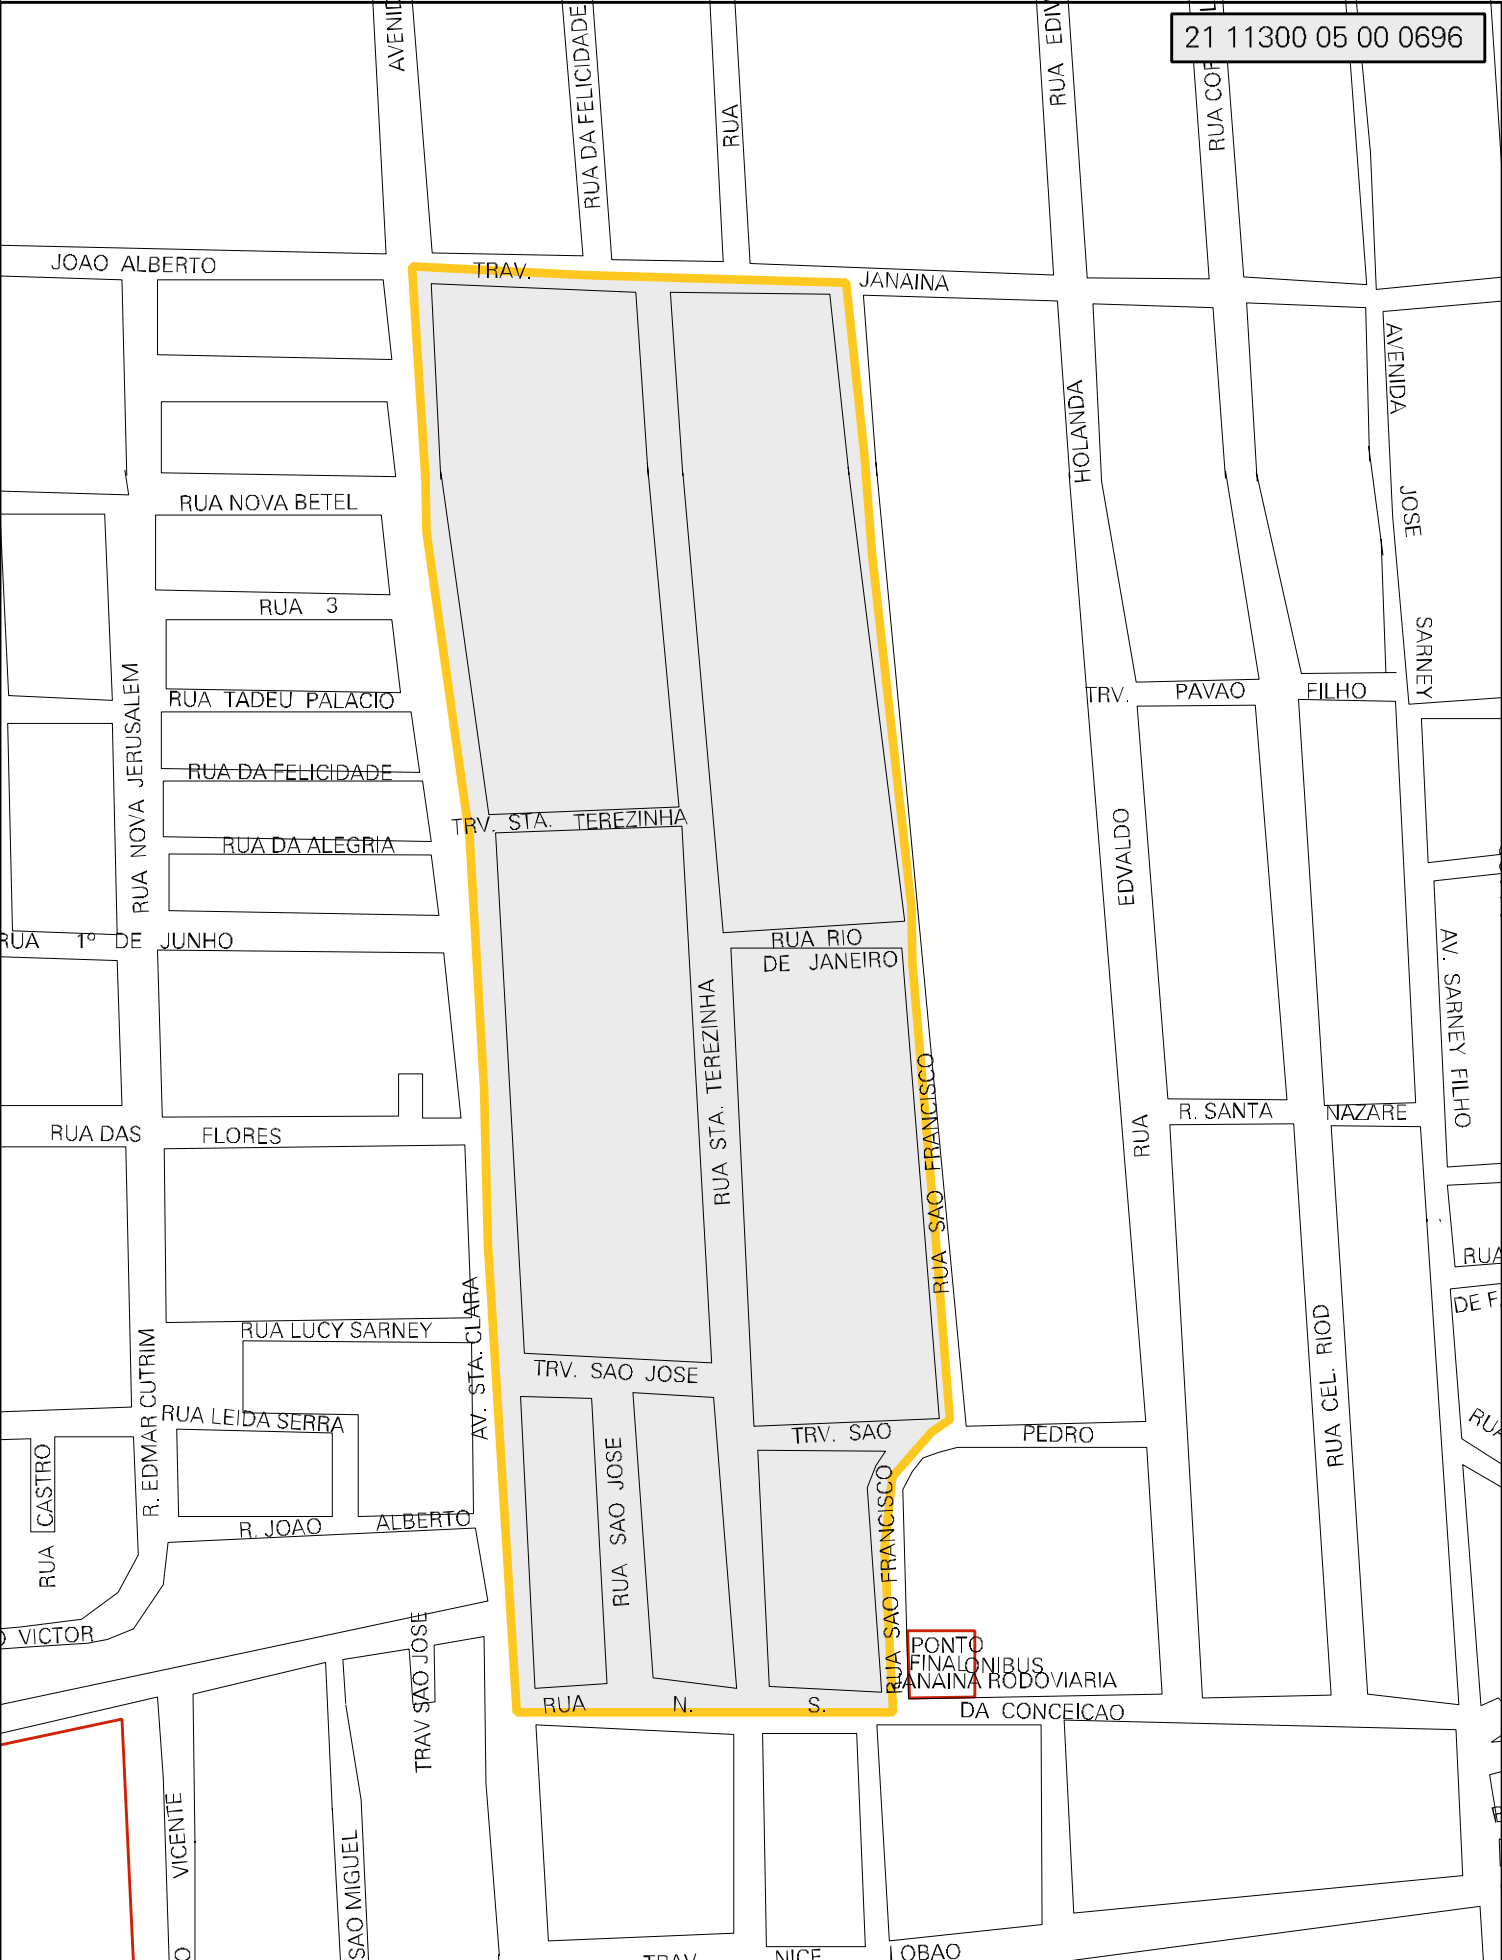 21 11300 05 00 0696
RUA DA FELICIDADE
RUA
RUA
JOAO ALBERTO
TRAV.
JANAINA
AVENIDA
JOSE
SARNEY
HOLANDA
RUA NOVA BETEL
RUA 3
RUA TADEU PALACIO
RUA NOVA JERUSALEM
TRV. PAVAO FILHO
RUA DA FELICIDADE
TRV. STA. TEREZINHA
RUA DA ALEGRIA
EDVALDO
RUA 1º DE JUNHO
RUA RIO
DE JANEIRO
AV. SARNEY FILHO
RUA STA. TEREZINHA
RUA SAO FRANCISCO
RUA
R. SANTA NAZARE
RUA DAS FLORES
RUA
DE F.
AV. STA. CLARA
RUA LUCY SARNEY
R. EDMAR CUTRIM
RUA CEL. RIOD
TRV. SAO JOSE
RUA LEIDA SERRA
TRV. SAO PEDRO
RUA
RUA CASTRO
RUA SAO JOSE
RUA SAO FRANCISCO
R. JOAO ALBERTO
VICTOR
TRAV SAO JOSE
PONTO
FINALONIBUS
JANAINA RODOVIARIA
RUA N. S. DA CONCEICAO
VICENTE
SAO MIGUEL
TRAV NICE LOBAO